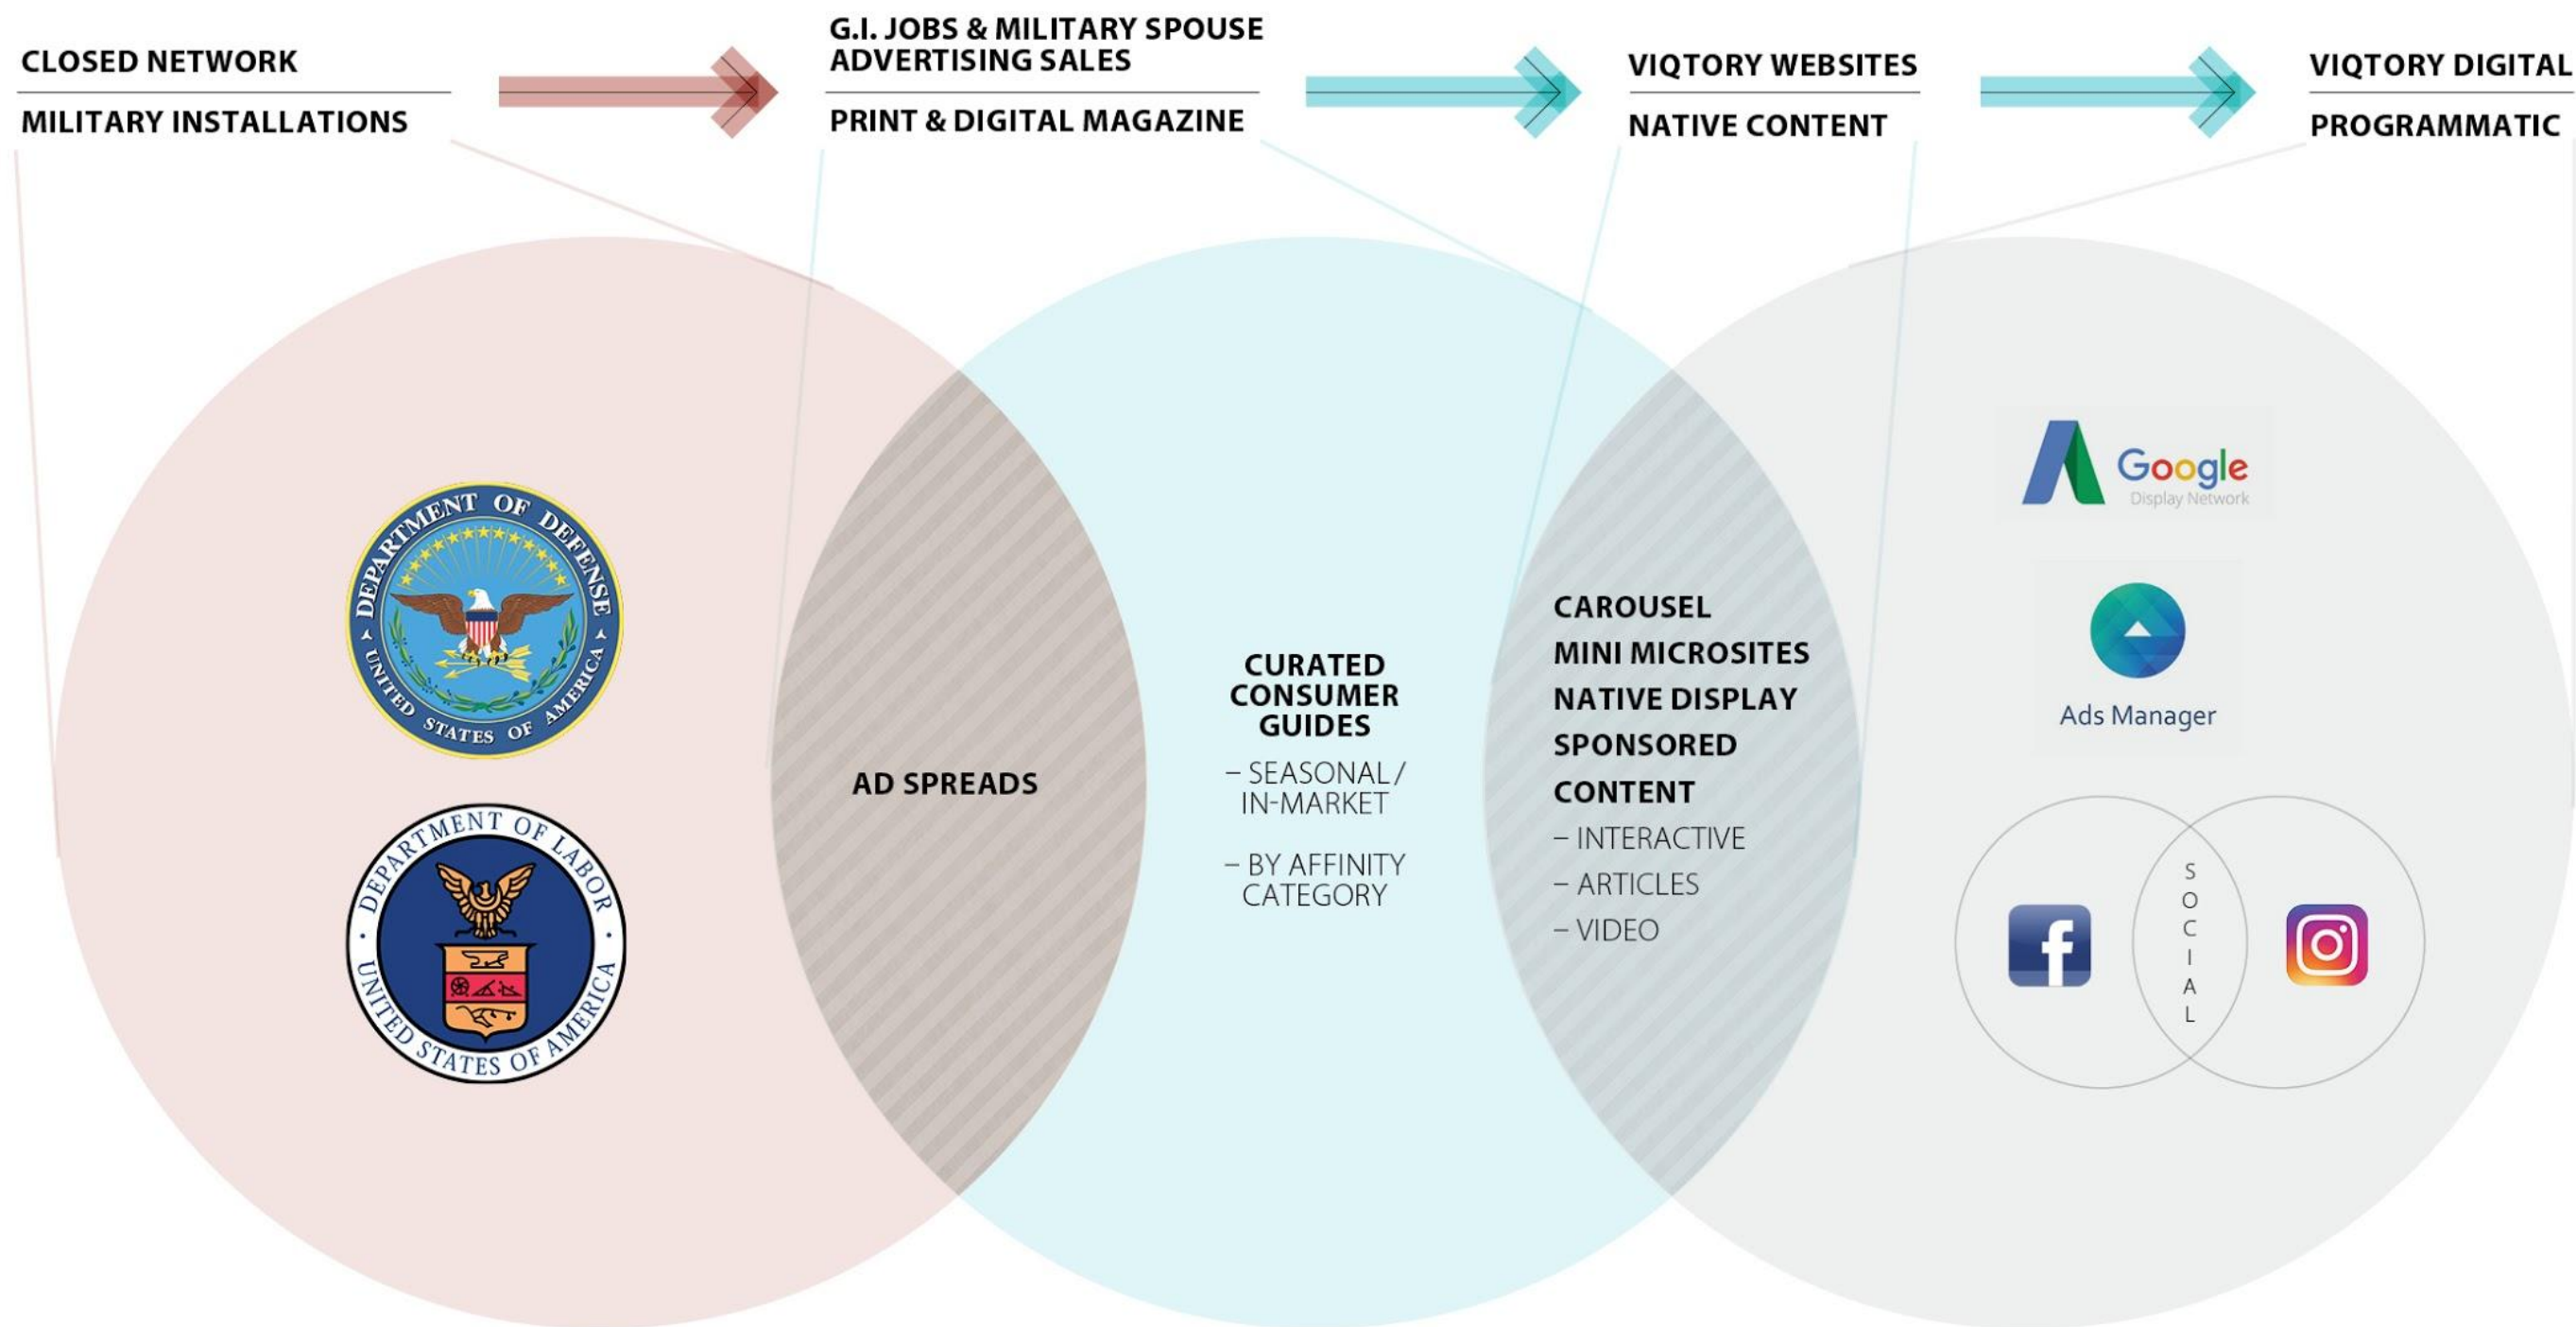 CLOSED NETWORK
MILITARY INSTALLATIONS
G.I. JOBS & MILITARY SPOUSE
ADVERTISING SALES
PRINT & DIGITAL MAGAZINE
VIQTORY WEBSITES
NATIVE CONTENT
VIQTORY DIGITAL
PROGRAMMATIC
DEPARTMENT OF DEFENSE
UNITED STATES OF AMERICA
DEPARTMENT OF LABOR
UNITED STATES OF AMERICA
AD SPREADS
CURATED
CONSUMER
GUIDES
– SEASONAL/
IN-MARKET
– BY AFFINITY
CATEGORY
CAROUSEL
MINI MICROSITES
NATIVE DISPLAY
SPONSORED
CONTENT
– INTERACTIVE
– ARTICLES
– VIDEO
Google
Display Network
Ads Manager
f
SOCIAL